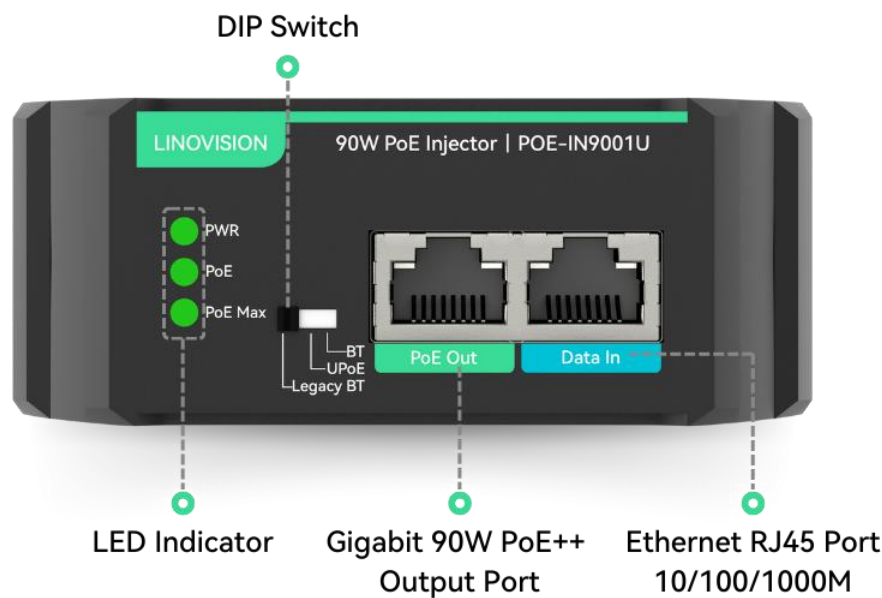 DIP Switch
LINOVISION
90W PoE Injector | POE-IN9001U
PWR
PoE
PoE Max
BT
UPoE
Legacy BT
PoE Out
Data In
LED Indicator
Gigabit 90W PoE++
Output Port
Ethernet RJ45 Port
10/100/1000M